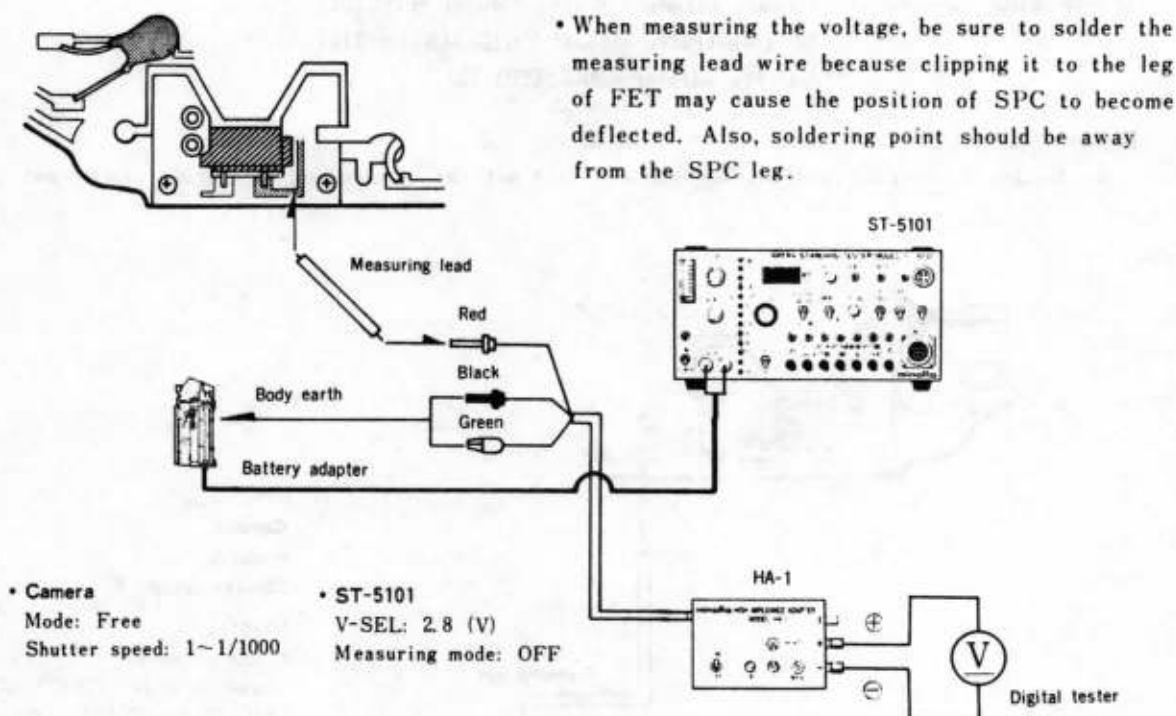 • When measuring the voltage, be sure to solder the
measuring lead wire because clipping it to the leg
of FET may cause the position of SPC to become
deflected. Also, soldering point should be away
from the SPC leg.
ST-5101
Measuring lead
Red
Black
Green
Body earth
Battery adapter
HA-1
⊕
V
⊖
Digital tester
• Camera
Mode: Free
Shutter speed: 1~1/1000
• ST-5101
V-SEL: 2.8 (V)
Measuring mode: OFF